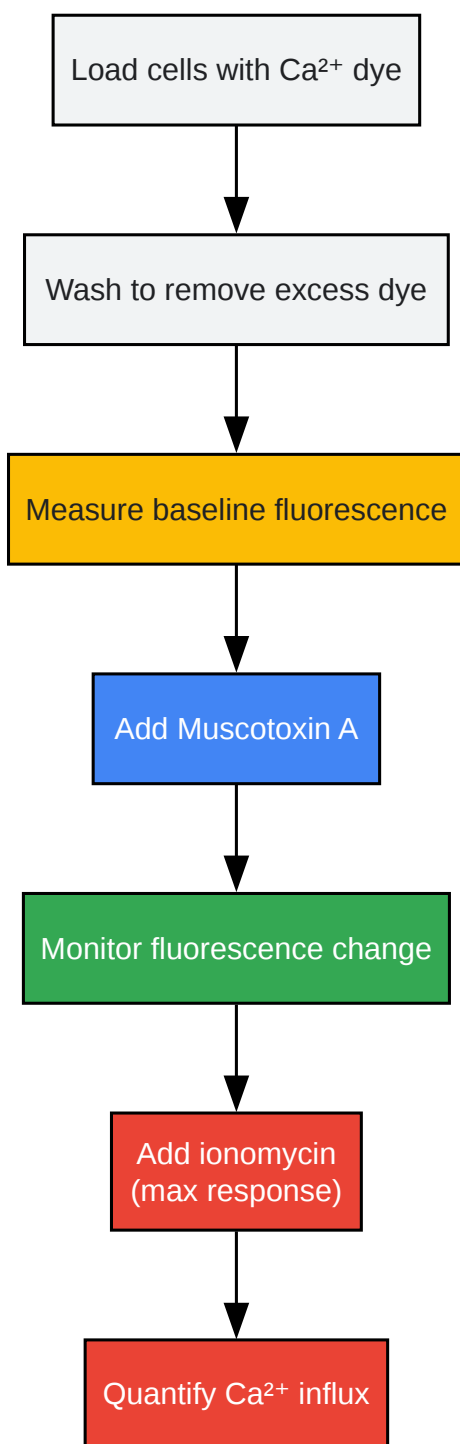 Load cells with Ca²⁺ dye
Wash to remove excess dye
Measure baseline fluorescence
Add Muscotoxin A
Monitor fluorescence change
Add ionomycin
(max response)
Quantify Ca²⁺ influx